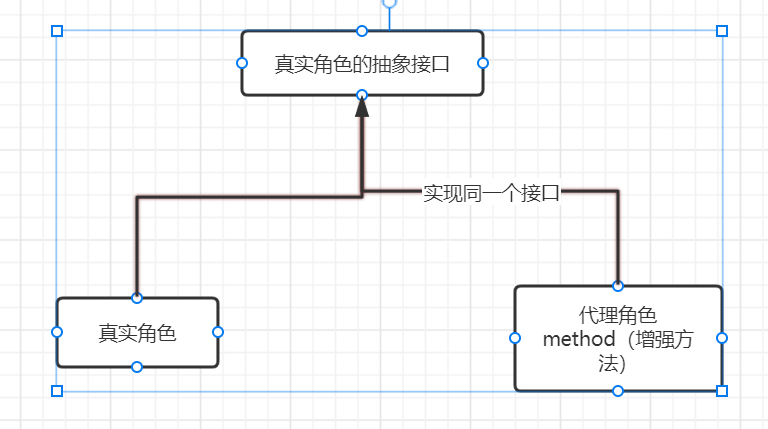 真实角色的抽象接口
实现同一个接口
真实角色
代理角色
method（增强方
法）